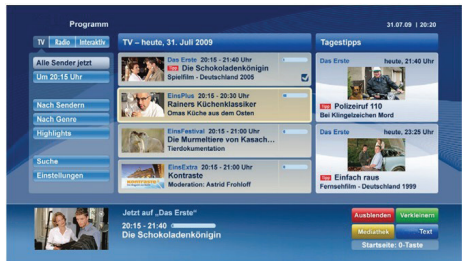 Programm
31.07.09 | 20:20
TV Radio Interaktiv
TV – heute, 31. Juli 2009
Tagestipps
Alle Sender jetzt
Um 20:15 Uhr
Nach Sendern
Nach Genre
Highlights
Suche
Einstellungen
Das Erste 20:15 - 21:40 Uhr
Tipp Die Schokoladenkönigin
Spielfilm - Deutschland 2005
EinsPlus 20:15 - 20:30 Uhr
Rainers Küchenklassiker
Omas Küche aus dem Osten
EinsFestival 20:15 - 21:00 Uhr
Die Murmeltiere von Kasach...
Tierdokumentation
KONTRASTE
EinsExtra 20:15 - 21:00 Uhr
Kontraste
Moderation: Astrid Frohloff
Das Erste heute, 21:40 Uhr
Tipp Polizeiruf 110
Bei Klingelzeichen Mord
Das Erste heute, 23:25 Uhr
Tipp Einfach raus
Fernsehfilm - Deutschland 1999
Jetzt auf „Das Erste“
20:15 - 21:40
Die Schokoladenkönigin
Ausblenden Verkleinern
Mediathek Text
Startseite: 0-Taste